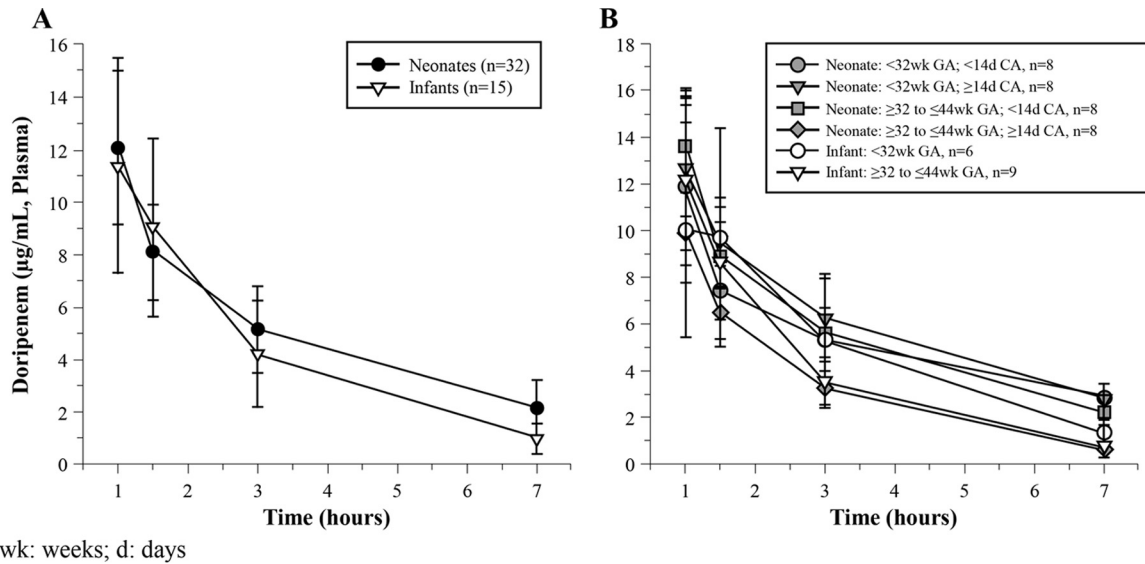 A
16
14
12
10
8
6
4
2
0
Doripenem (µg/mL, Plasma)
Neonates (n=32)
Infants (n=15)
1 2 3 4 5 6 7
Time (hours)
B
18
16
14
12
10
8
6
4
2
0
Neonate: <32wk GA; <14d CA, n=8
Neonate: <32wk GA; ≥14d CA, n=8
Neonate: ≥32 to ≤44wk GA; <14d CA, n=8
Neonate: ≥32 to ≤44wk GA; ≥14d CA, n=8
Infant: <32wk GA, n=6
Infant: ≥32 to ≤44wk GA, n=9
1 2 3 4 5 6 7
Time (hours)
wk: weeks; d: days